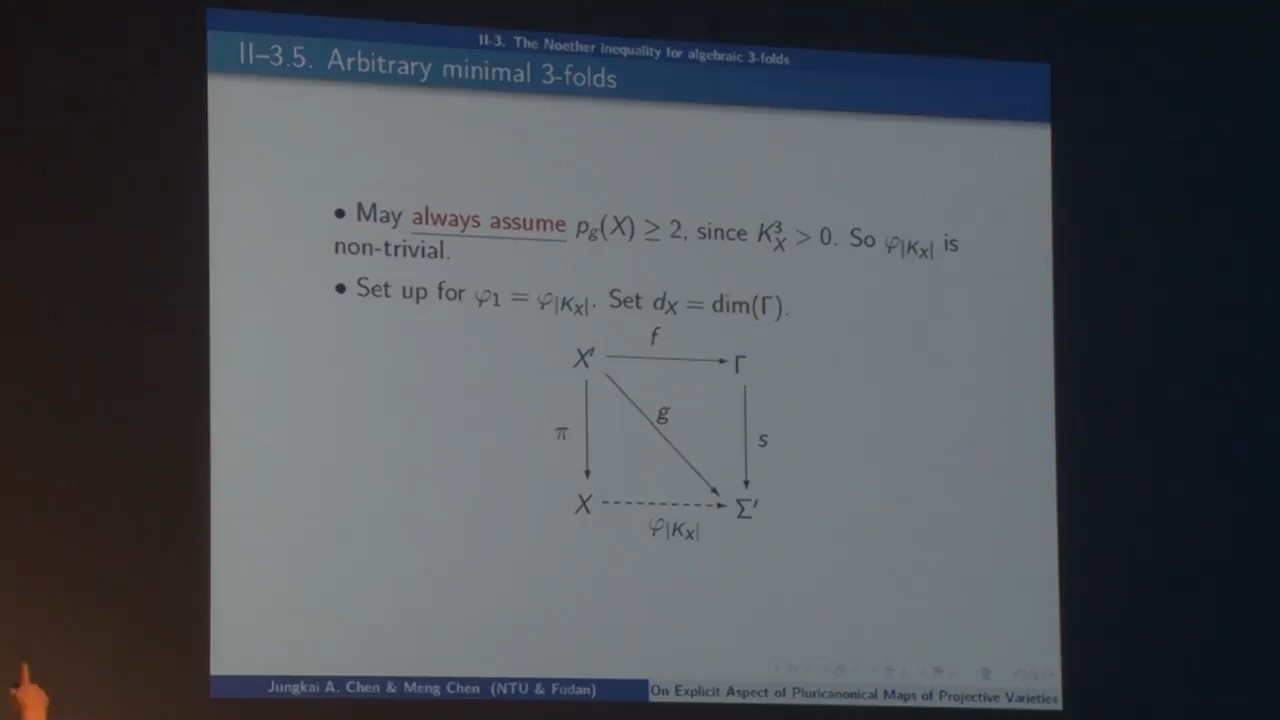 II-3. The Noether inequality for algebraic 3-folds
II–3.5. Arbitrary minimal 3-folds
• May always assume p_g(X) ≥ 2, since K_X^3 > 0. So φ_{|K_X|} is
non-trivial.
• Set up for φ_1 = φ_{|K_X|}. Set d_X = dim(Γ).
f
X′ Γ
g
π s
X Σ′
φ_{|K_X|}
Jungkai A. Chen & Meng Chen (NTU & Fudan) On Explicit Aspect of Pluricanonical Maps of Projective Varieties